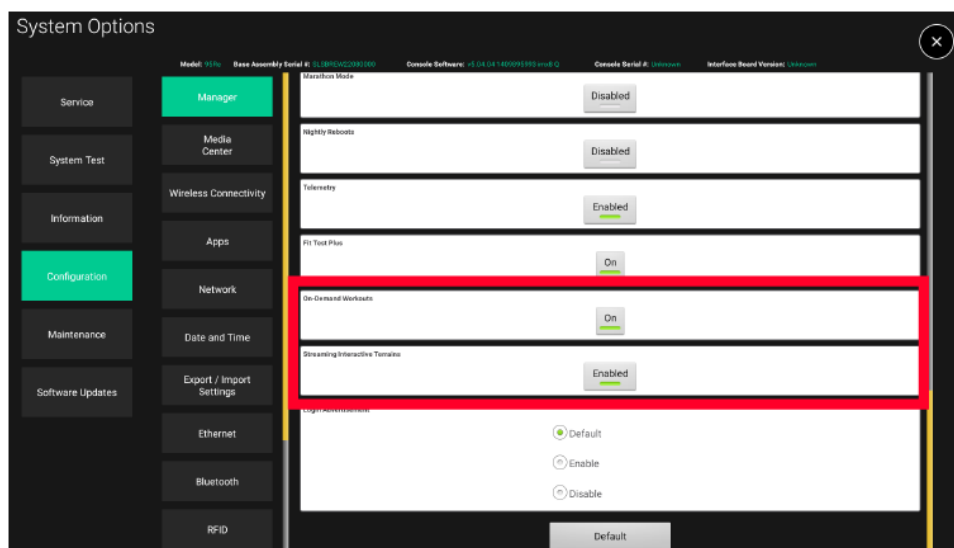 System Options
Model: 95Re Base Assembly Serial #: Console Software: Console Serial #: Unknown Interface Board Version: Unknown
Service
System Test
Information
Configuration
Maintenance
Software Updates
Manager
Media
Center
Wireless Connectivity
Apps
Network
Date and Time
Export / Import
Settings
Ethernet
Bluetooth
RFID
Marathon Mode
Disabled
Nightly Reboots
Disabled
Telemetry
Enabled
Fit Test Plus
On
On-Demand Workouts
On
Streaming Interactive Terrains
Enabled
Login Advertisement
Default
Enable
Disable
Default